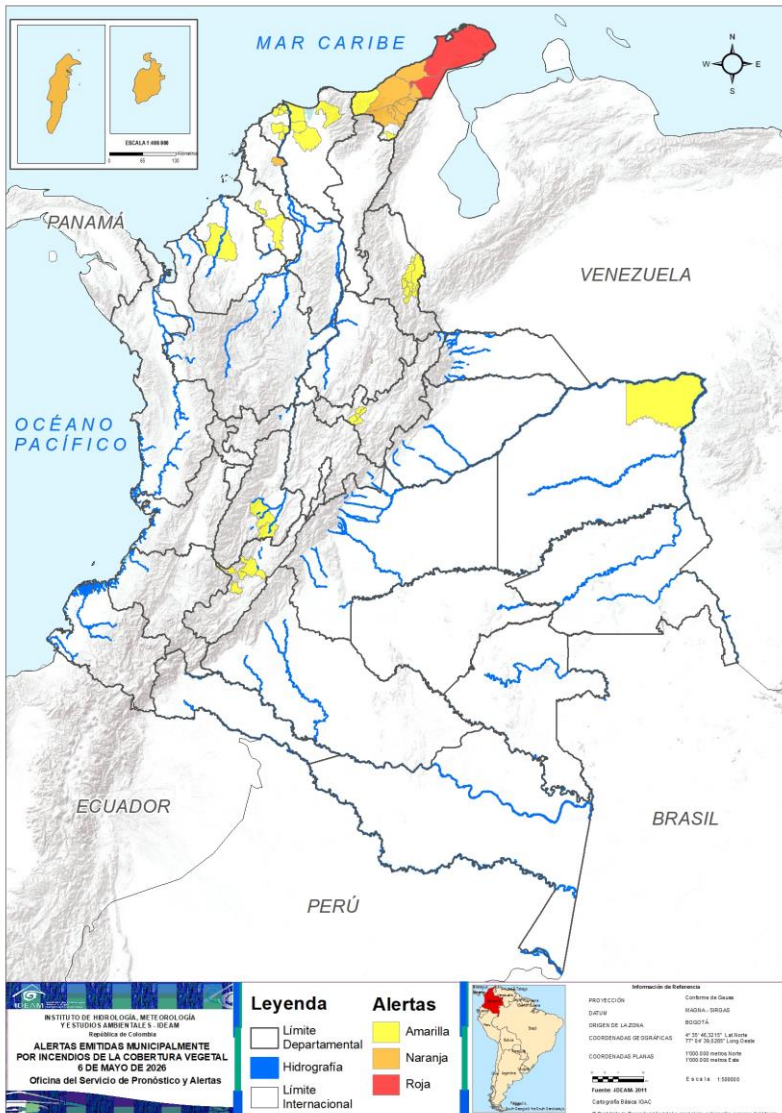 MAR CARIBE
N
W
E
S
ESCALA 1:400.000
0
65
130
PANAMÁ
VENEZUELA
OCÉANO
PACÍFICO
ECUADOR
BRASIL
PERÚ
IDEAM
INSTITUTO DE HIDROLOGÍA, METEOROLOGÍA
Y ESTUDIOS AMBIENTALES - IDEAM
República de Colombia
ALERTAS EMITIDAS MUNICIPALMENTE
POR INCENDIOS DE LA COBERTURA VEGETAL
6 DE MAYO DE 2026
Oficina del Servicio de Pronóstico y Alertas
Leyenda
Límite
Departamental
Hidrografía
Límite
Internacional
Alertas
Amarilla
Naranja
Roja
Información de Referencia
PROYECCIÓN Conforme de Gauss
DATUM MAGNA - SIRGAS
ORIGEN DE LA ZONA BOGOTÁ
COORDENADAS GEOGRÁFICAS
COORDENADAS PLANAS 1'000.000 metros Norte
1'000.000 metros Este
Fuente: IDEAM 2011
Cartografía Básica IGAC